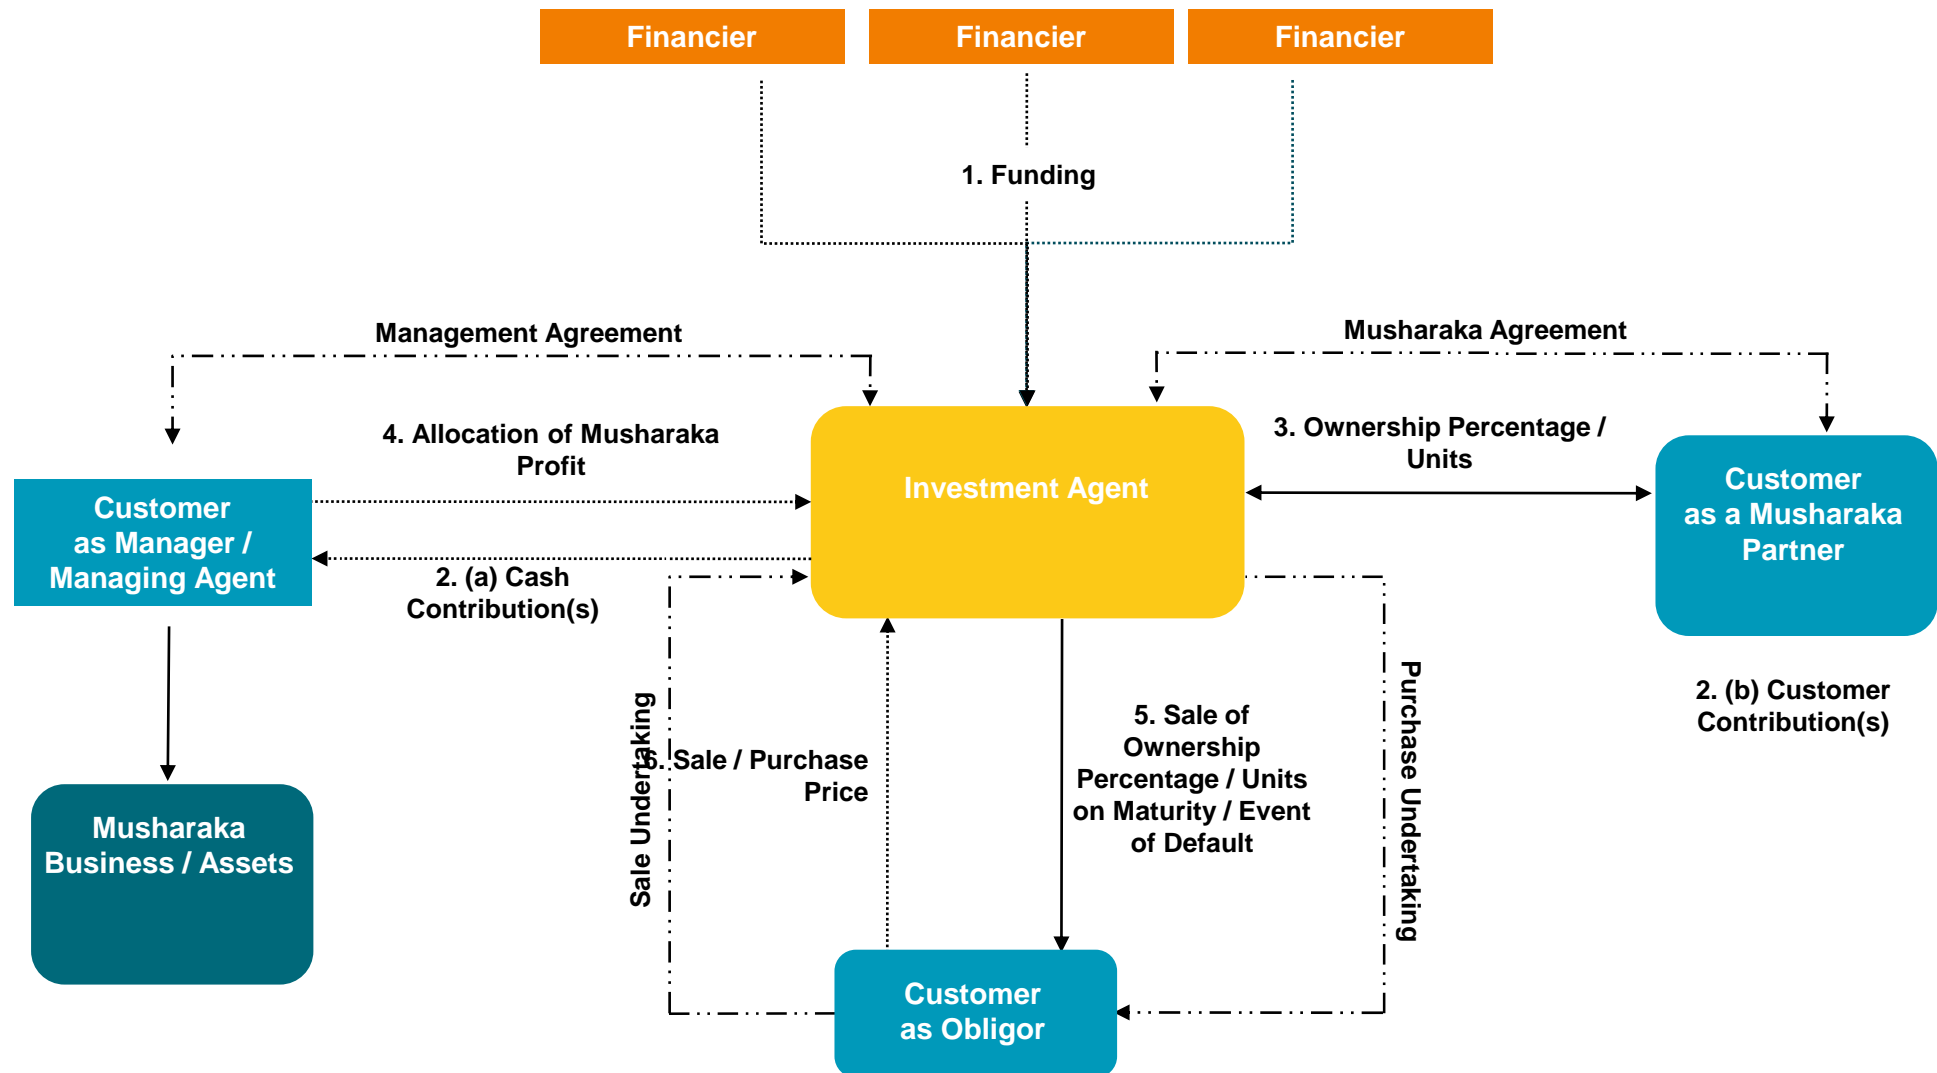 Financier
Financier
Financier
1. Funding
Management Agreement
Musharaka Agreement
4. Allocation of Musharaka
Profit
3. Ownership Percentage /
Units
Investment Agent
Customer
as Manager /
Managing Agent
Customer
as a Musharaka
Partner
2. (a) Cash
Contribution(s)
2. (b) Customer
Contribution(s)
Sale Undertaking
6. Sale / Purchase
Price
5. Sale of
Ownership
Percentage / Units
on Maturity / Event
of Default
Purchase Undertaking
Musharaka
Business / Assets
Customer
as Obligor